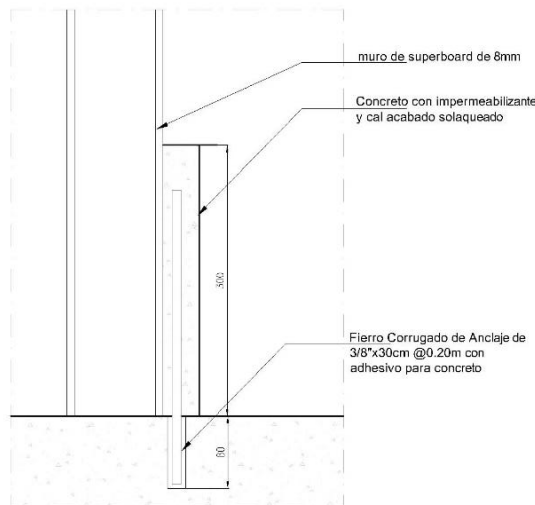 muro de superboard de 8mm
Concreto con impermeabilizante
y cal acabado solaqueado
300
Fierro Corrugado de Anclaje de
3/8"x30cm @0.20m con
adhesivo para concreto
80